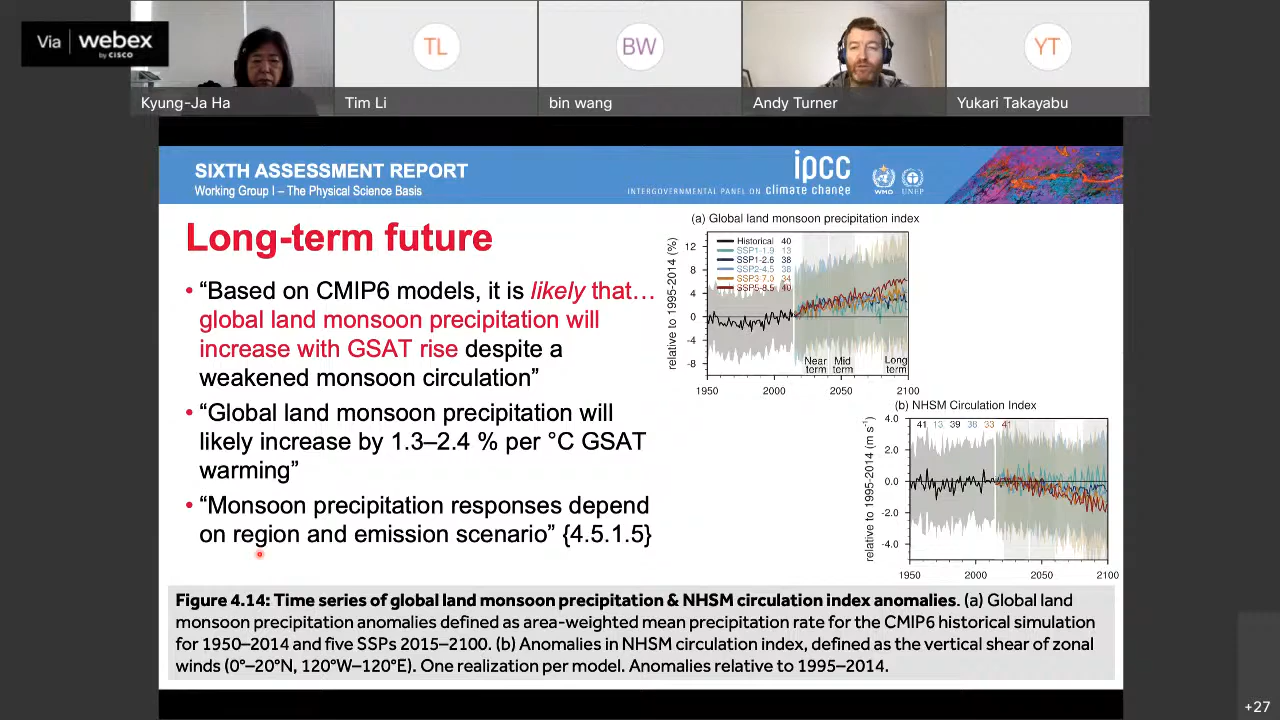 Via webex
by CISCO
TL
BW
YT
Kyung-Ja Ha
Tim Li
bin wang
Andy Turner
Yukari Takayabu
SIXTH ASSESSMENT REPORT
Working Group I – The Physical Science Basis
ipcc
INTERGOVERNMENTAL PANEL ON climate change
WMO
UNEP
Long-term future
• “Based on CMIP6 models, it is likely that…
global land monsoon precipitation will
increase with GSAT rise despite a
weakened monsoon circulation”
• “Global land monsoon precipitation will
likely increase by 1.3–2.4 % per °C GSAT
warming”
• “Monsoon precipitation responses depend
on region and emission scenario” {4.5.1.5}
(a) Global land monsoon precipitation index
relative to 1995-2014 (%)
12
8
4
0
-4
-8
Historical 40
SSP1-1.9 13
SSP1-2.6 38
SSP2-4.5 38
SSP3-7.0 34
SSP5-8.5 40
Near Mid Long
term term term
1950 2000 2050 2100
(b) NHSM Circulation Index
relative to 1995-2014 (m s⁻¹)
4.0
2.0
0.0
-2.0
-4.0
41 13 39 38 33 41
1950 2000 2050 2100
Figure 4.14: Time series of global land monsoon precipitation & NHSM circulation index anomalies. (a) Global land
monsoon precipitation anomalies defined as area-weighted mean precipitation rate for the CMIP6 historical simulation
for 1950–2014 and five SSPs 2015–2100. (b) Anomalies in NHSM circulation index, defined as the vertical shear of zonal
winds (0°–20°N, 120°W–120°E). One realization per model. Anomalies relative to 1995–2014.
+27